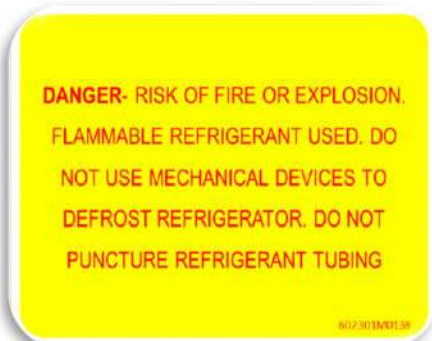 DANGER- RISK OF FIRE OR EXPLOSION.
FLAMMABLE REFRIGERANT USED. DO
NOT USE MECHANICAL DEVICES TO
DEFROST REFRIGERATOR. DO NOT
PUNCTURE REFRIGERANT TUBING
602301M0138